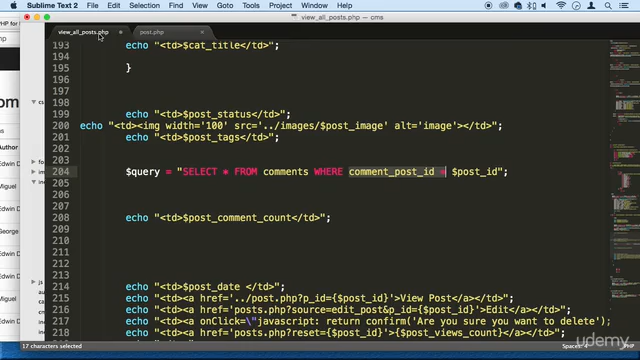 Sublime Text 2 File Edit Selection Find View Goto
view_all_posts.php — cms
view_all_posts.php post.php
193 echo "<td>$cat_title</td>";
194
195 }
196
197
198
199 echo "<td>$post_status</td>";
200 echo "<td><img width='100' src='../images/$post_image' alt='image'></td>";
201 echo "<td>$post_tags</td>";
202
203
204 $query = "SELECT * FROM comments WHERE comment_post_id = $post_id";
205
206
207
208 echo "<td>$post_comment_count</td>";
209
210
211
212
213
214 echo "<td>$post_date </td>";
215 echo "<td><a href='../post.php?p_id={$post_id}'>View Post</a></td>";
216 echo "<td><a href='posts.php?source=edit_post&p_id={$post_id}'>Edit</a></td>";
217 echo "<td><a onClick=\"javascript: return confirm('Are you sure you want to delete');
218 echo "<td><a href='posts.php?reset={$post_id}'>{$post_views_count}</a></td>";
17 characters selected Spaces: 4 PHP
udemy